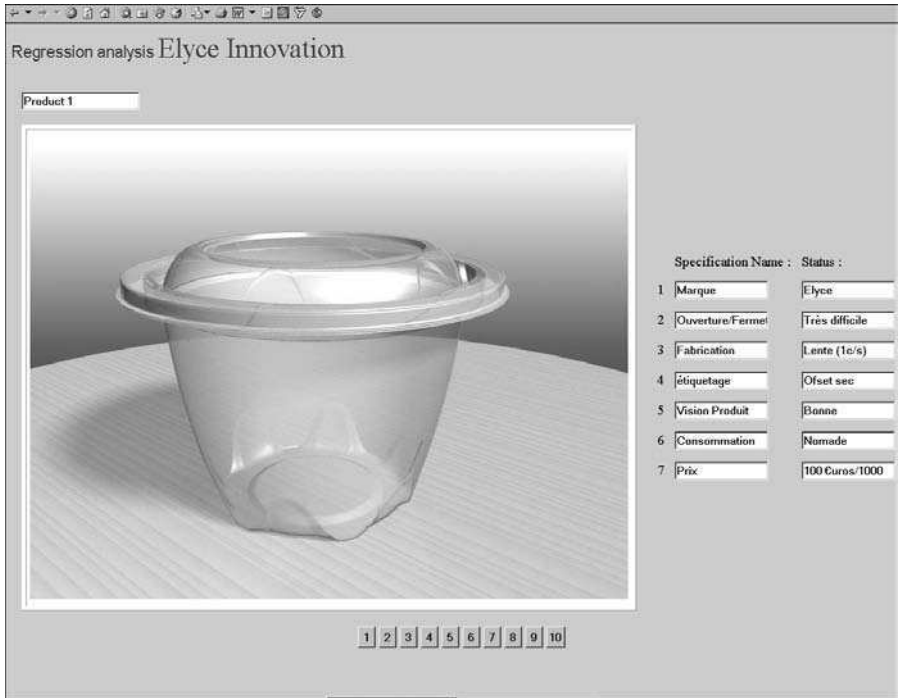 Regression analysis Elyce Innovation
Product 1
Specification Name : Status :
1 Marque Elyce
2 Ouverture/Fermet Très difficile
3 Fabrication Lente (1c/s)
4 étiquetage Ofset sec
5 Vision Produit Bonne
6 Consommation Nomade
7 Prix 100 €uros/1000
1 2 3 4 5 6 7 8 9 10